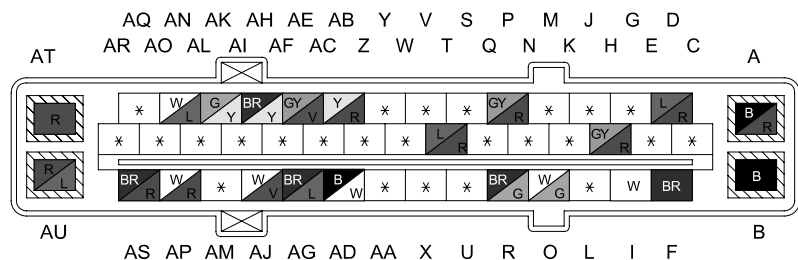 AQ AN AK AH AE AB Y V S P M J G D
AR AO AL AI AF AC Z W T Q N K H E C
AT A
* W L G Y BR Y GY V Y R * * * GY R * * * L R
R B R
* * * * * * * * L R * * * GY R * *
R L B
BR R W R * W V BR L B W * * * BR G W G * W BR
AU B
AS AP AM AJ AG AD AA X U R O L I F